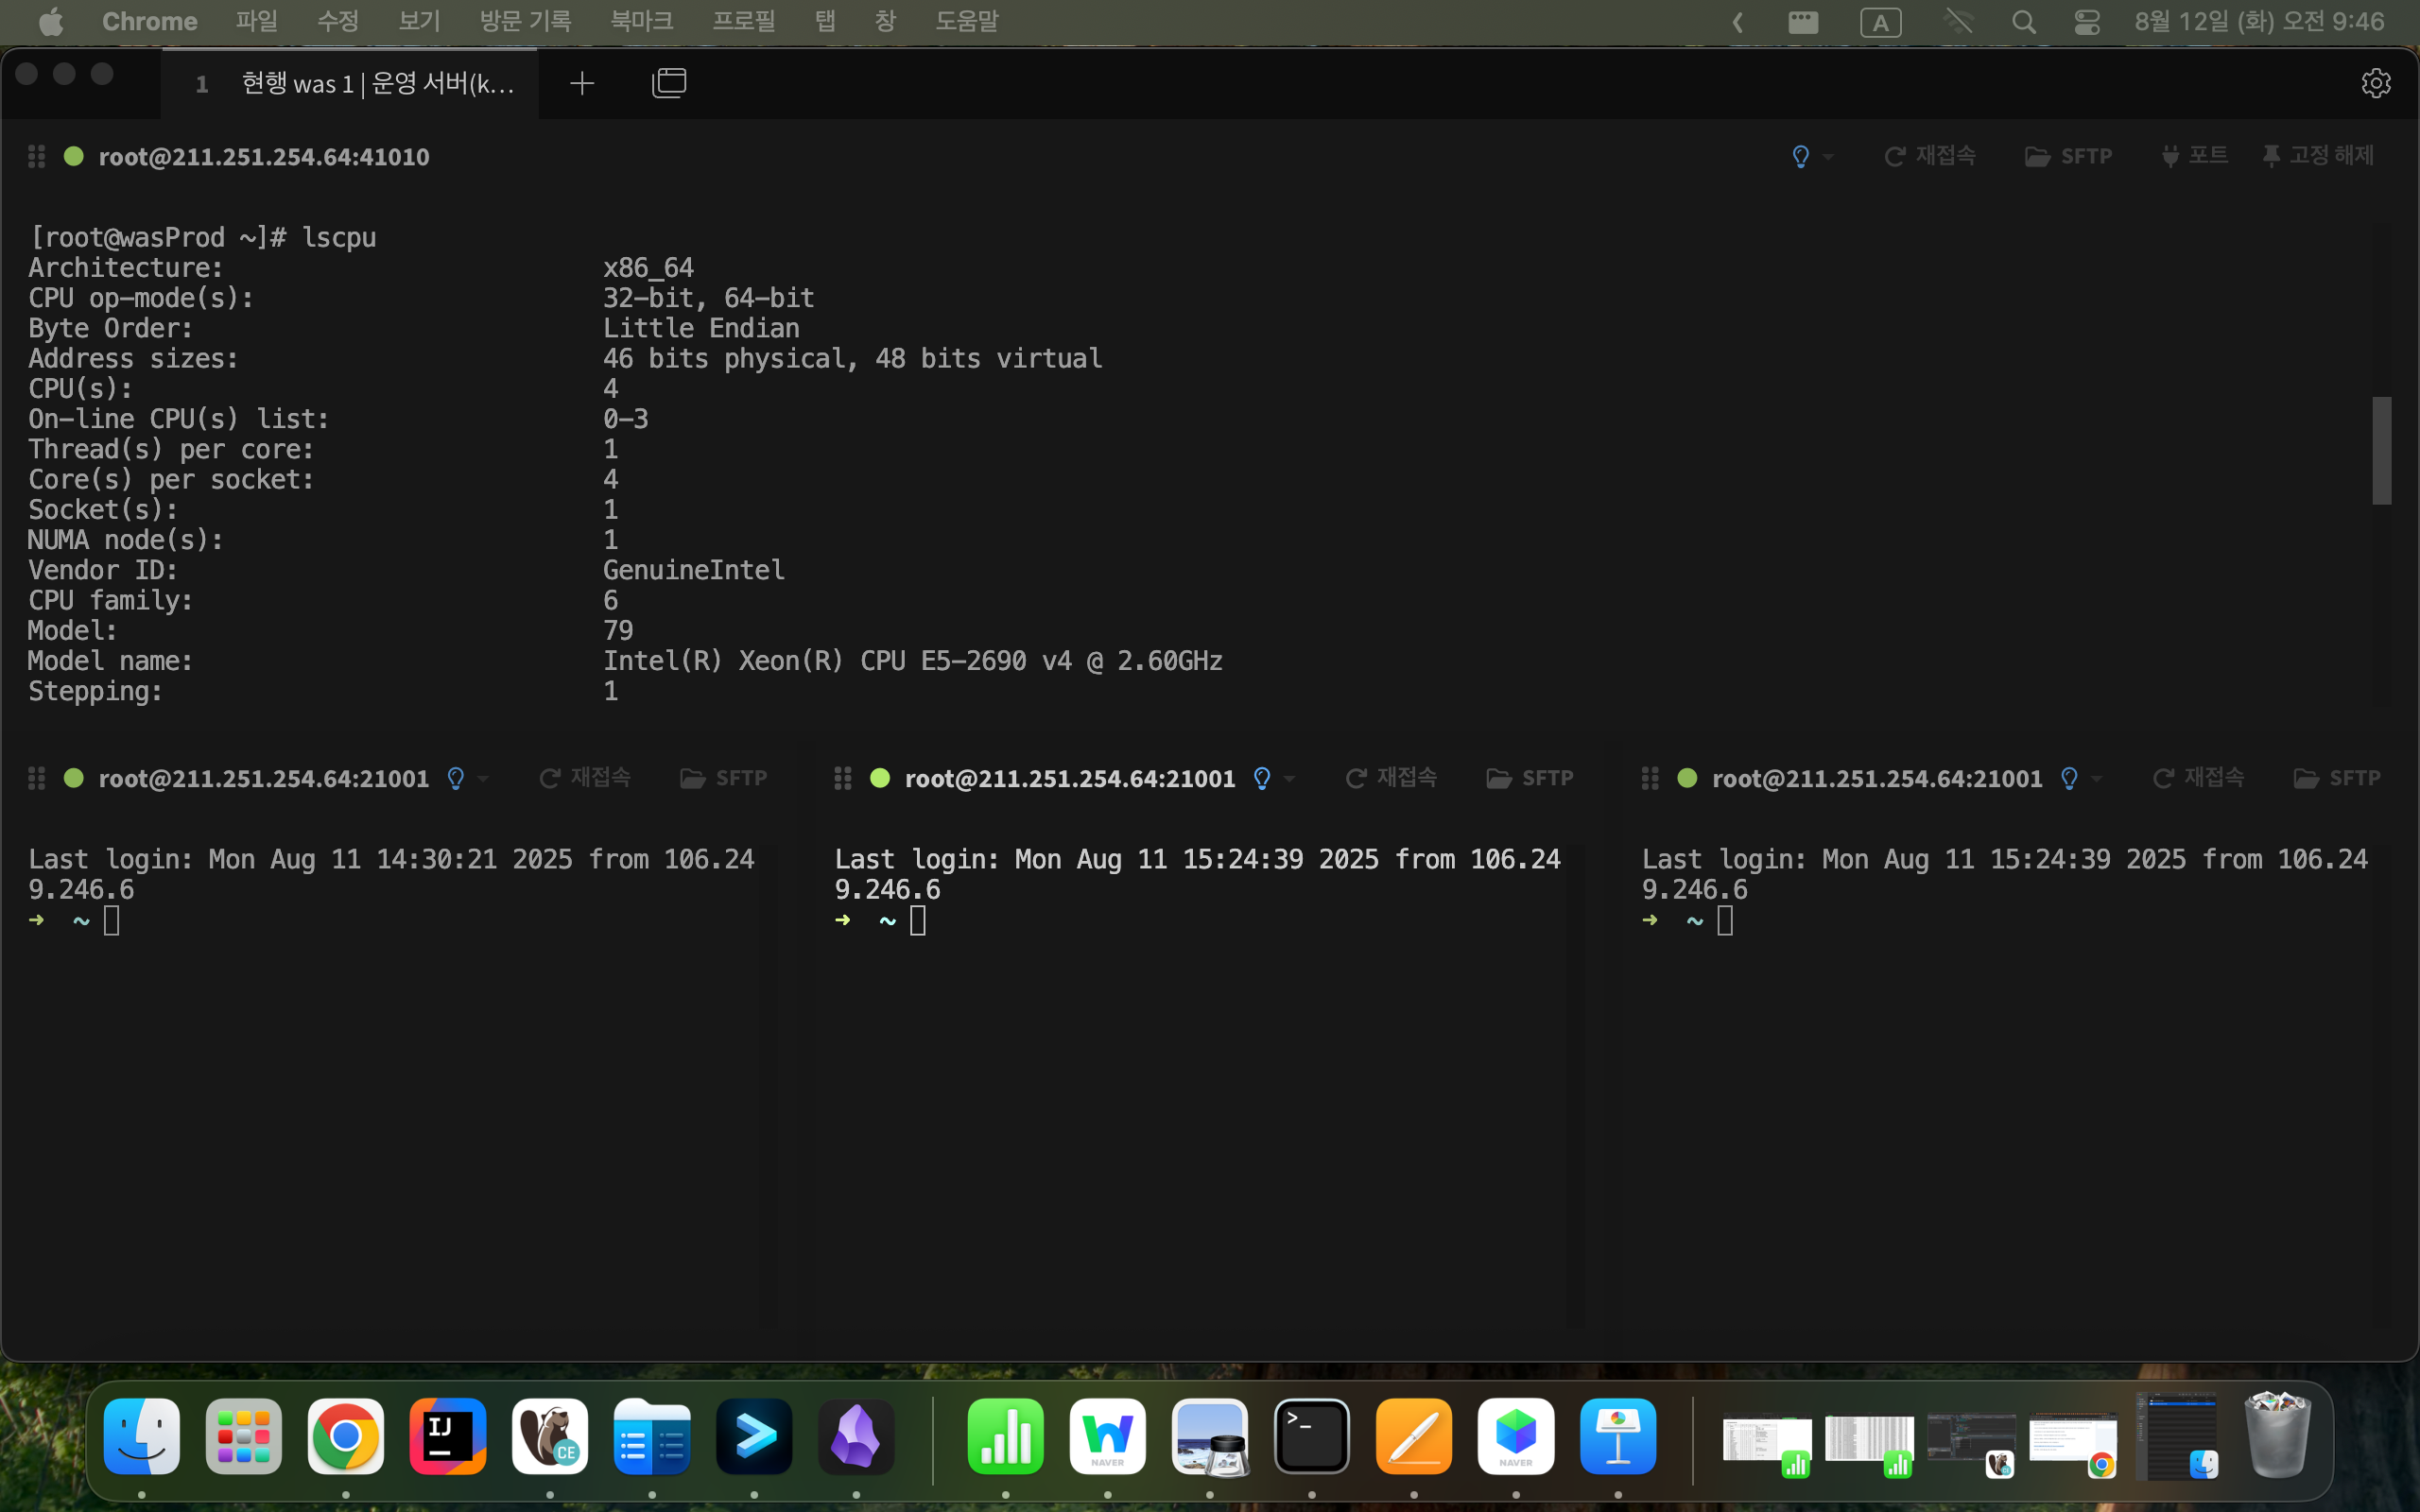 Chrome 파일 수정 보기 방문 기록 북마크 프로필 탭 창 도움말 A 8월 12일 (화) 오전 9:46
1 현행 was 1 | 운영 서버(k...
root@211.251.254.64:41010 재접속 SFTP 포트 고정 해제
[root@wasProd ~]# lscpu
Architecture: x86_64
CPU op-mode(s): 32-bit, 64-bit
Byte Order: Little Endian
Address sizes: 46 bits physical, 48 bits virtual
CPU(s): 4
On-line CPU(s) list: 0-3
Thread(s) per core: 1
Core(s) per socket: 4
Socket(s): 1
NUMA node(s): 1
Vendor ID: GenuineIntel
CPU family: 6
Model: 79
Model name: Intel(R) Xeon(R) CPU E5-2690 v4 @ 2.60GHz
Stepping: 1
root@211.251.254.64:21001 재접속 SFTP
Last login: Mon Aug 11 14:30:21 2025 from 106.24
9.246.6
➜ ~
root@211.251.254.64:21001 재접속 SFTP
Last login: Mon Aug 11 15:24:39 2025 from 106.24
9.246.6
➜ ~
root@211.251.254.64:21001 재접속 SFTP
Last login: Mon Aug 11 15:24:39 2025 from 106.24
9.246.6
➜ ~
IJ
CE
NAVER
>_
NAVER